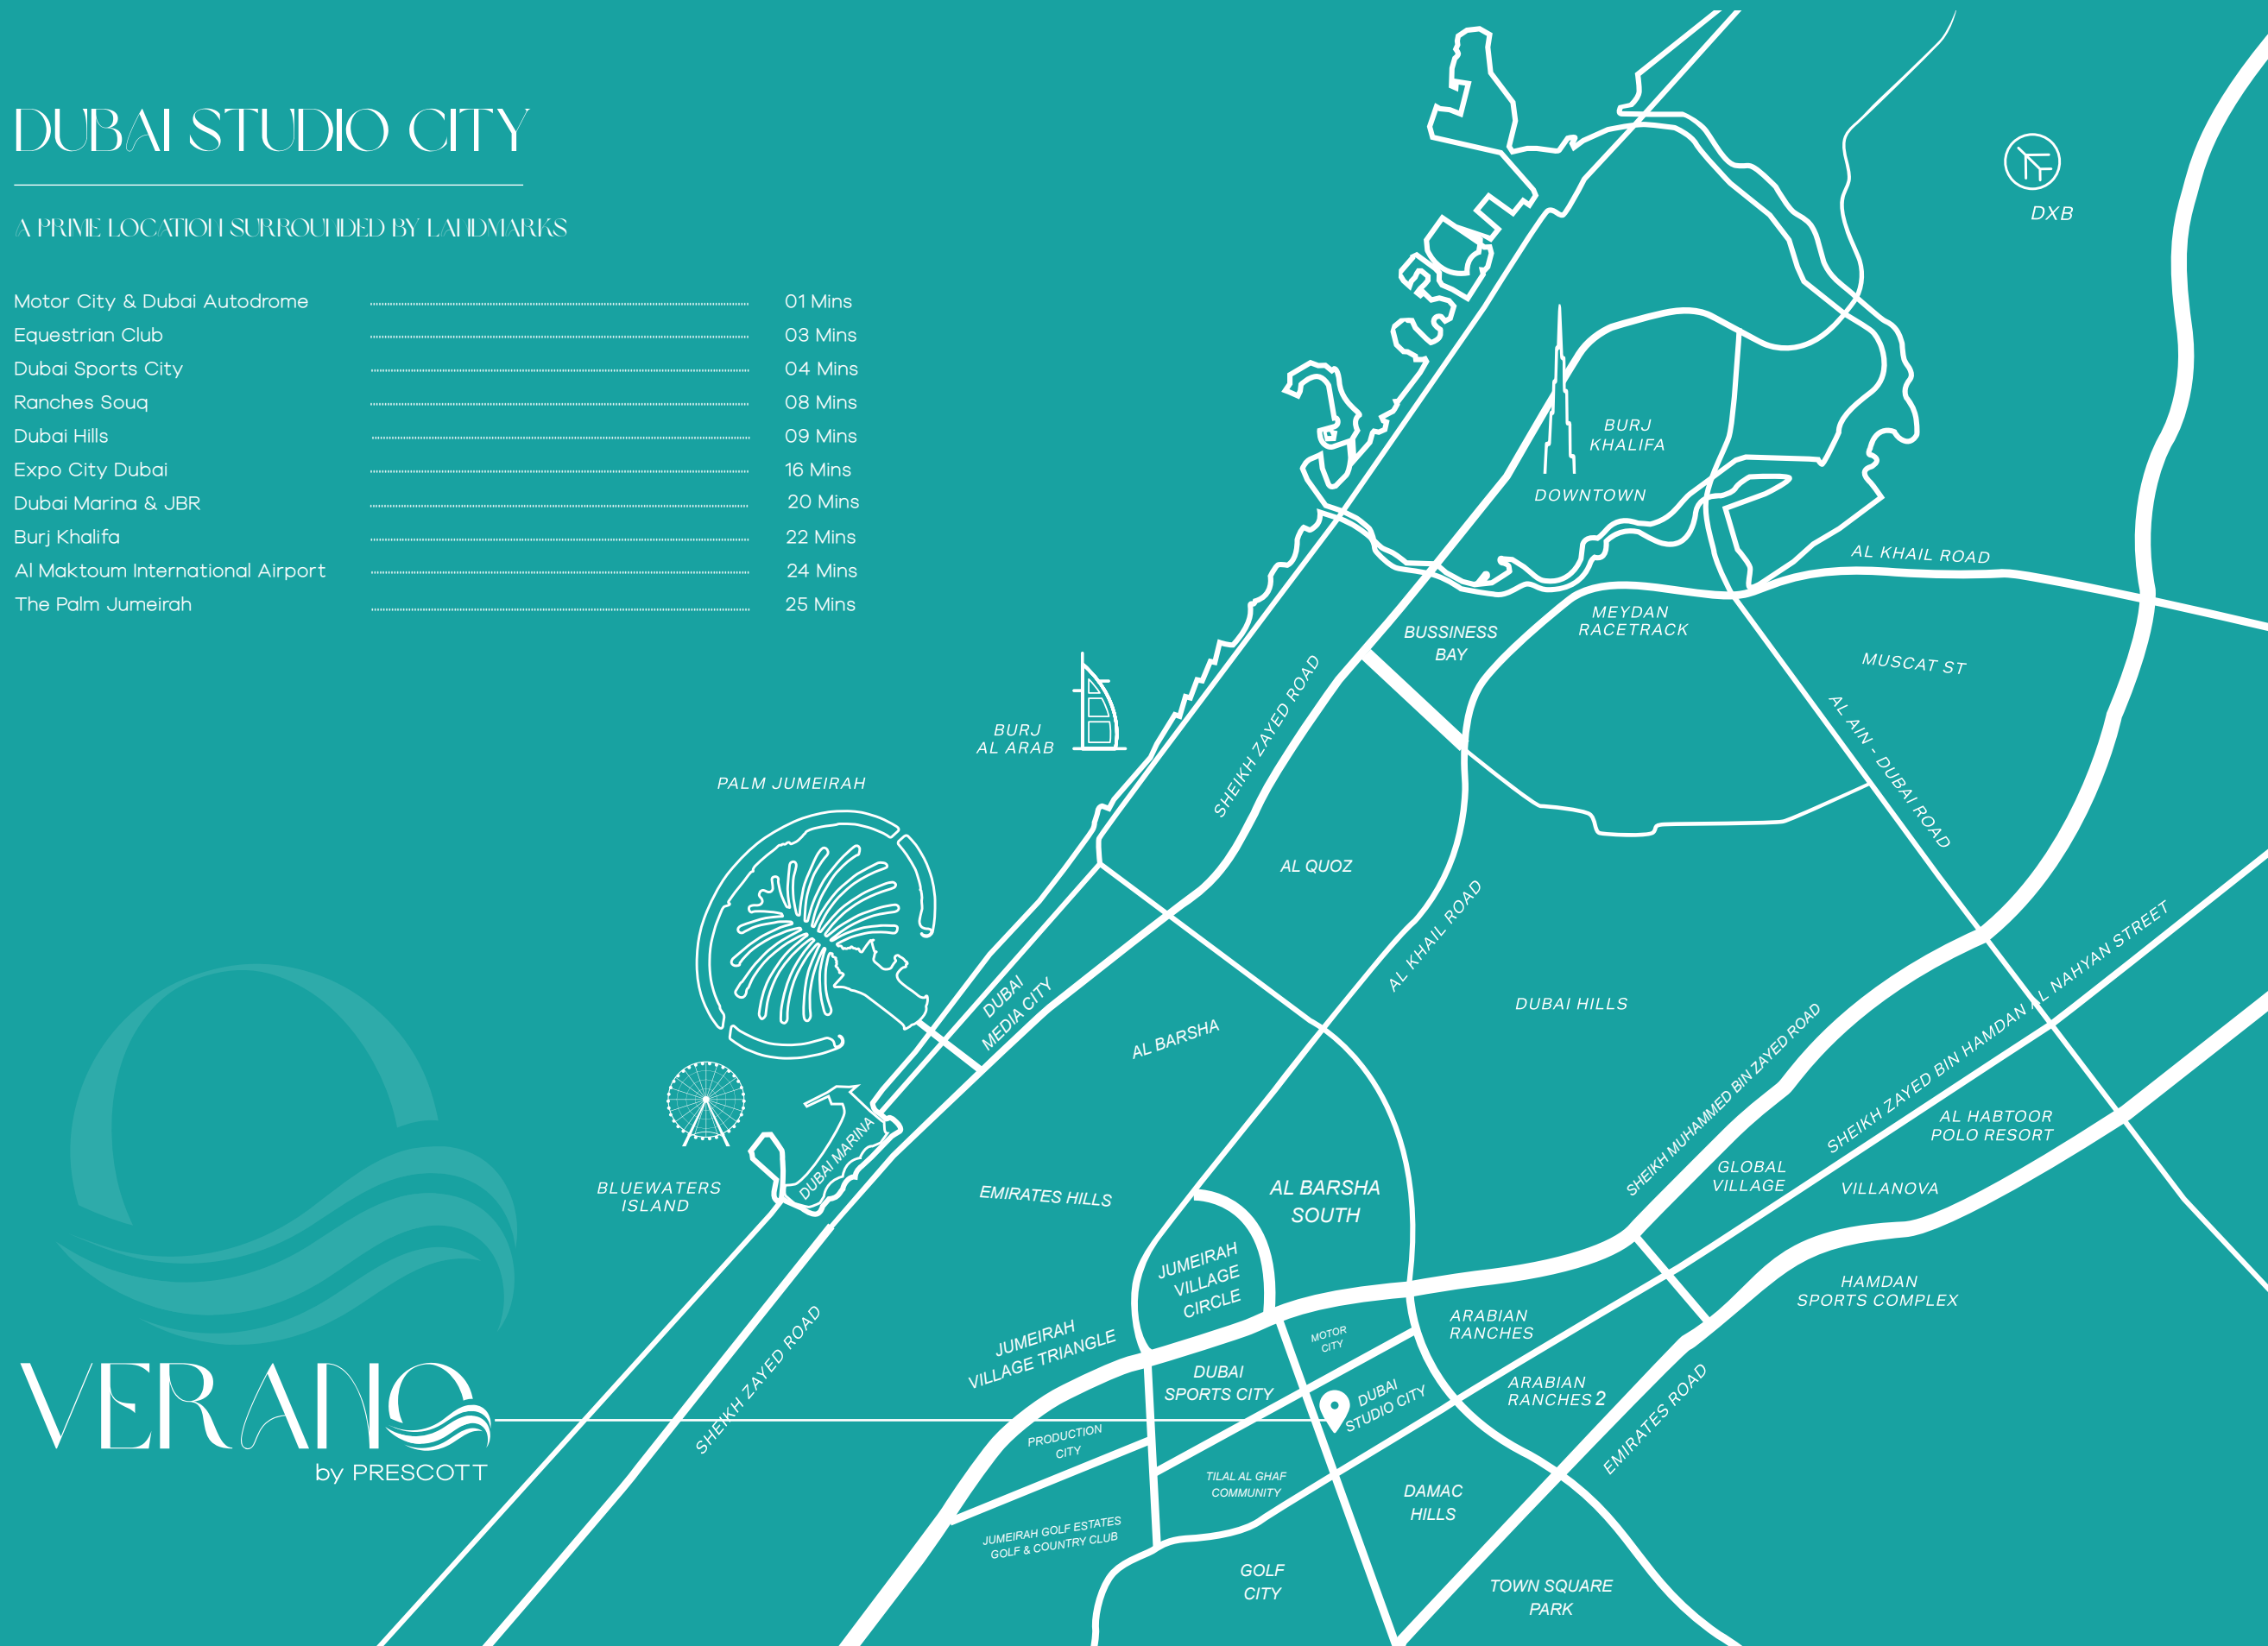 DUBAI STUDIO CITY
A PRIME LOCATION SURROUNDED BY LANDMARKS
Motor City & Dubai Autodrome 01 Mins
Equestrian Club 03 Mins
Dubai Sports City 04 Mins
Ranches Souq 08 Mins
Dubai Hills 09 Mins
Expo City Dubai 16 Mins
Dubai Marina & JBR 20 Mins
Burj Khalifa 22 Mins
Al Maktoum International Airport 24 Mins
The Palm Jumeirah 25 Mins
DXB
BURJ
KHALIFA
DOWNTOWN
AL KHAIL ROAD
MEYDAN
RACETRACK
BUSSINESS
BAY
MUSCAT ST
SHEIKH ZAYED ROAD
AL AIN - DUBAI ROAD
BURJ
AL ARAB
PALM JUMEIRAH
AL QUOZ
AL KHAIL ROAD
DUBAI
MEDIA CITY
AL BARSHA
DUBAI HILLS
SHEIKH MUHAMMED BIN ZAYED ROAD
SHEIKH ZAYED BIN HAMDAN AL NAHYAN STREET
AL HABTOOR
POLO RESORT
GLOBAL
VILLAGE
VILLANOVA
DUBAI MARINA
BLUEWATERS
ISLAND
EMIRATES HILLS
AL BARSHA
SOUTH
JUMEIRAH
VILLAGE
CIRCLE
HAMDAN
SPORTS COMPLEX
JUMEIRAH
VILLAGE TRIANGLE
MOTOR
CITY
ARABIAN
RANCHES
SHEIKH ZAYED ROAD
DUBAI
SPORTS CITY
DUBAI
STUDIO CITY
ARABIAN
RANCHES 2
EMIRATES ROAD
PRODUCTION
CITY
TILAL AL GHAF
COMMUNITY
DAMAC
HILLS
JUMEIRAH GOLF ESTATES
GOLF & COUNTRY CLUB
GOLF
CITY
TOWN SQUARE
PARK
VERANO
by PRESCOTT